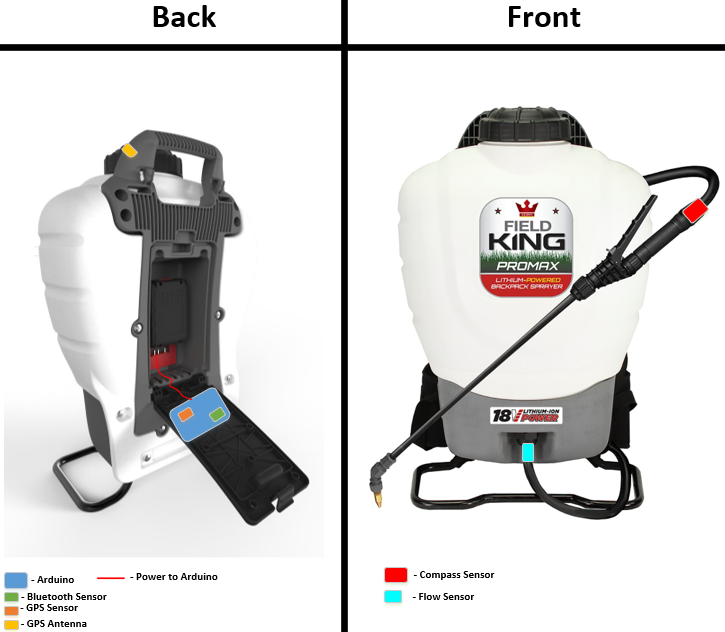 Back
Front
FIELD
KING
PROMAX
LITHIUM-POWERED
BACKPACK SPRAYER
18V LITHIUM-ION
POWER
- Arduino
- Power to Arduino
- Bluetooth Sensor
- GPS Sensor
- GPS Antenna
- Compass Sensor
- Flow Sensor